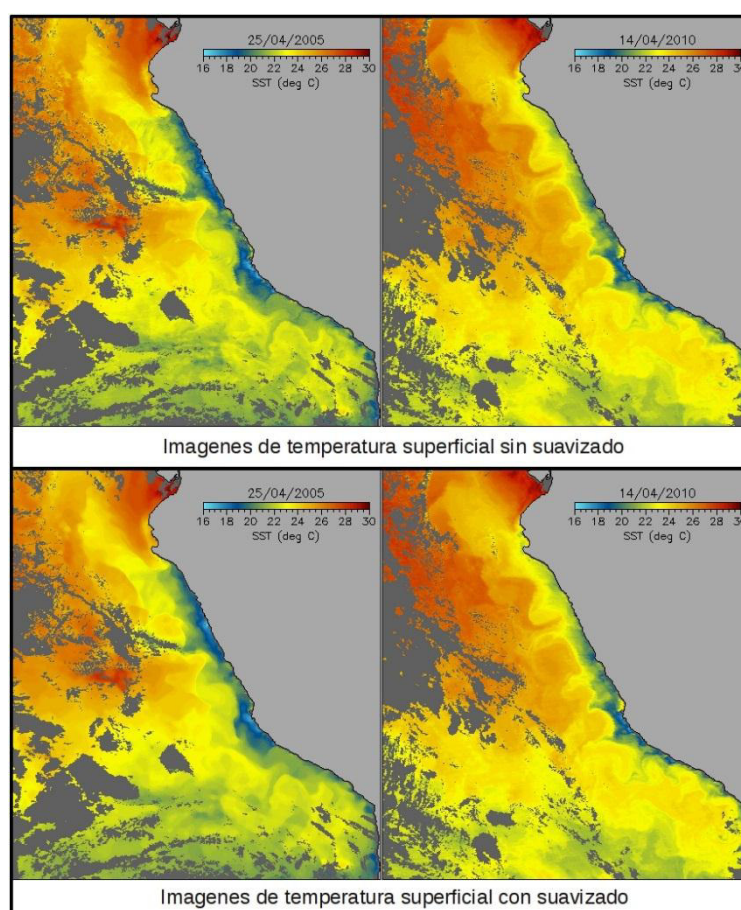 25/04/2005
16 18 20 22 24 26 28 30
SST (deg C)
14/04/2010
16 18 20 22 24 26 28 30
SST (deg C)
Imagenes de temperatura superficial sin suavizado
25/04/2005
16 18 20 22 24 26 28 30
SST (deg C)
14/04/2010
16 18 20 22 24 26 28 30
SST (deg C)
Imagenes de temperatura superficial con suavizado